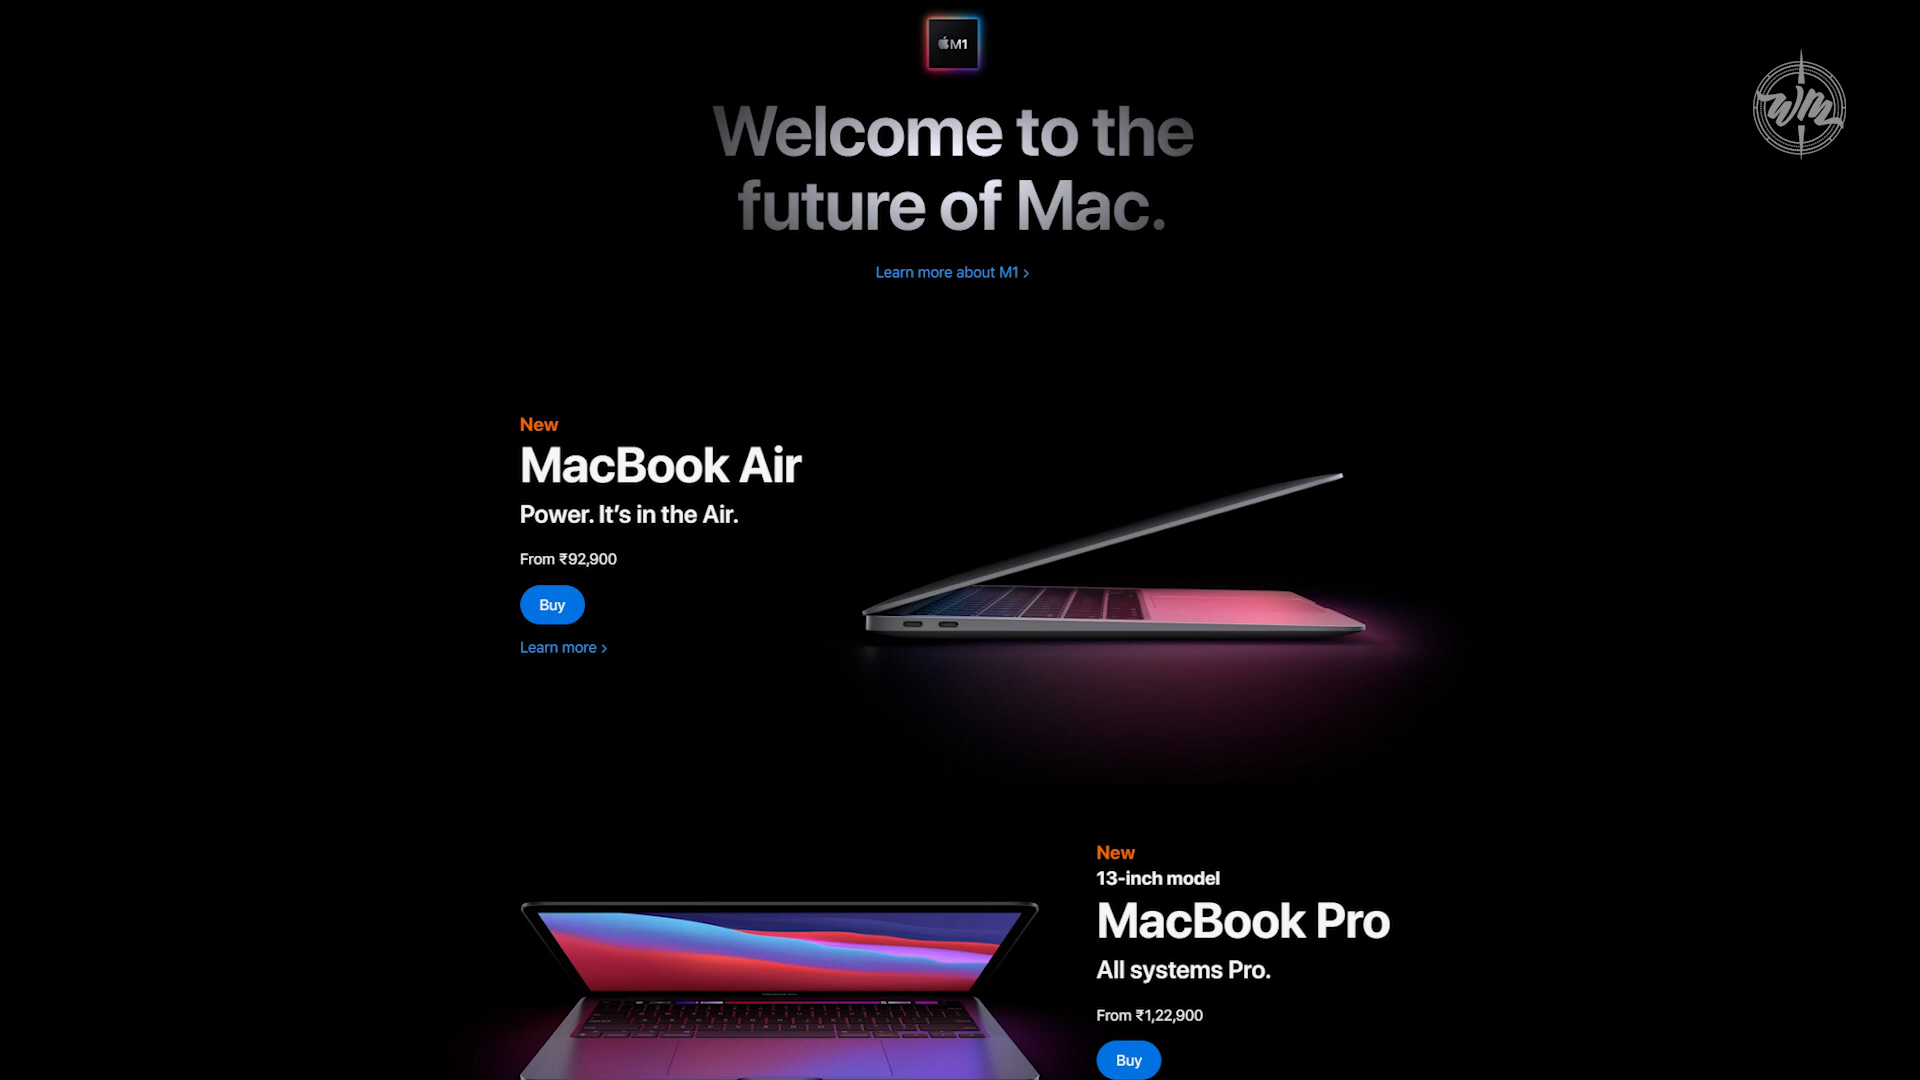 M1
Welcome to the
future of Mac.
Learn more about M1 >
New
MacBook Air
Power. It’s in the Air.
From ₹92,900
Buy
Learn more >
New
13-inch model
MacBook Pro
All systems Pro.
From ₹1,22,900
Buy
WM